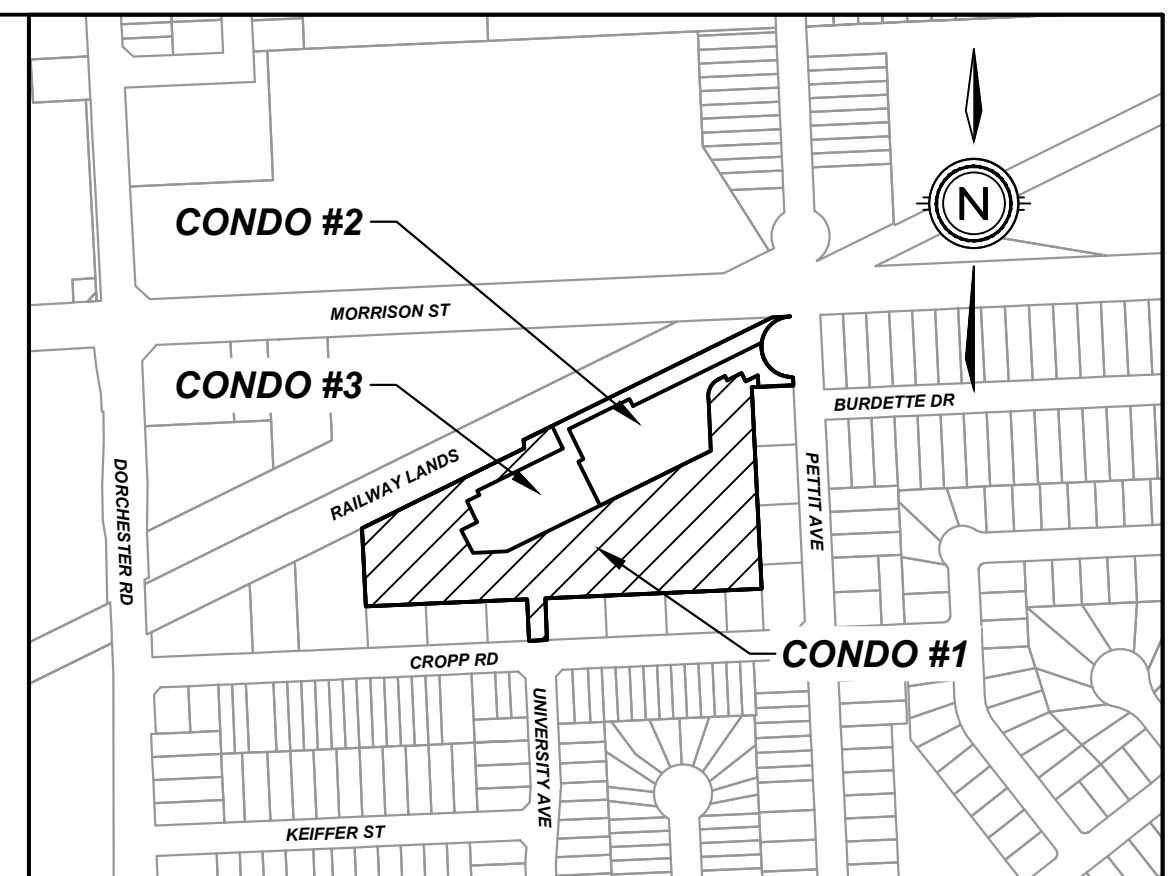 N
CONDO #2
MORRISON ST
CONDO #3
BURDETTE DR
RAILWAY LANDS
DORCHESTER RD
PETTIT AVE
CONDO #1
CROPP RD
UNIVERSITY AVE
KEIFFER ST